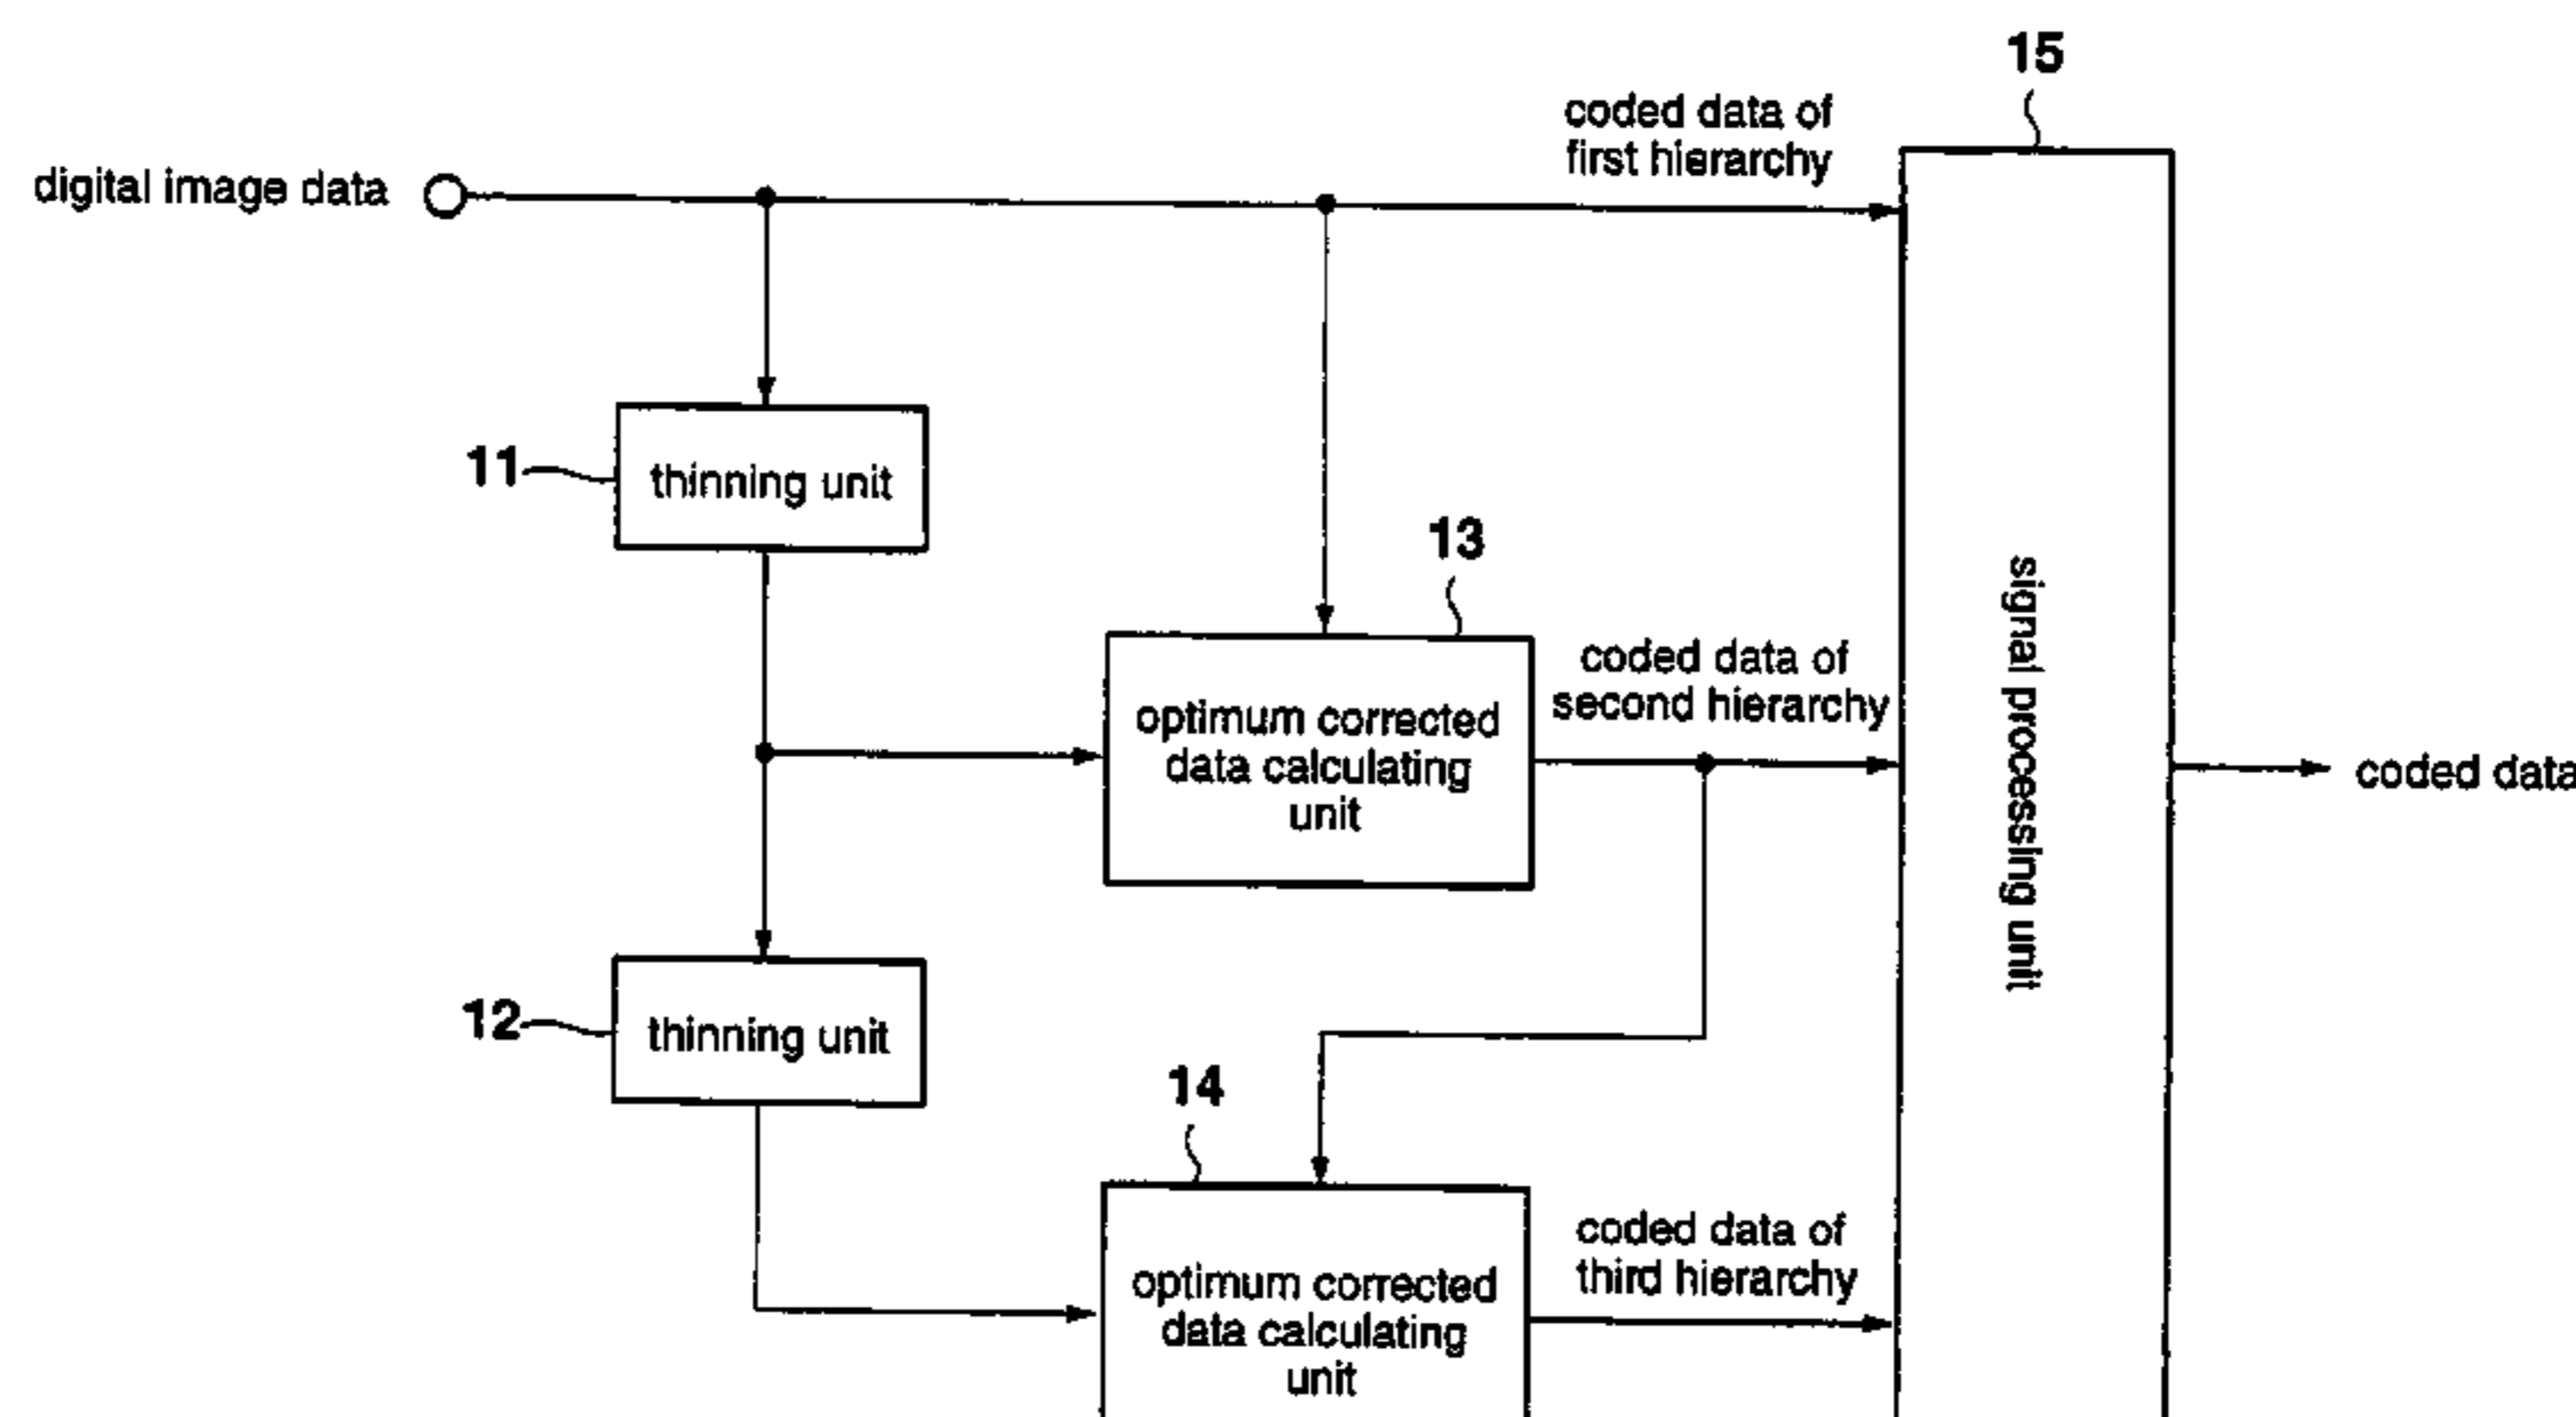 15
coded data of
first hierarchy
digital image data
11
thinning unit
13
coded data of
second hierarchy
optimum corrected
data calculating
unit
signal processing unit
coded data
12
thinning unit
14
coded data of
third hierarchy
optimum corrected
data calculating
unit